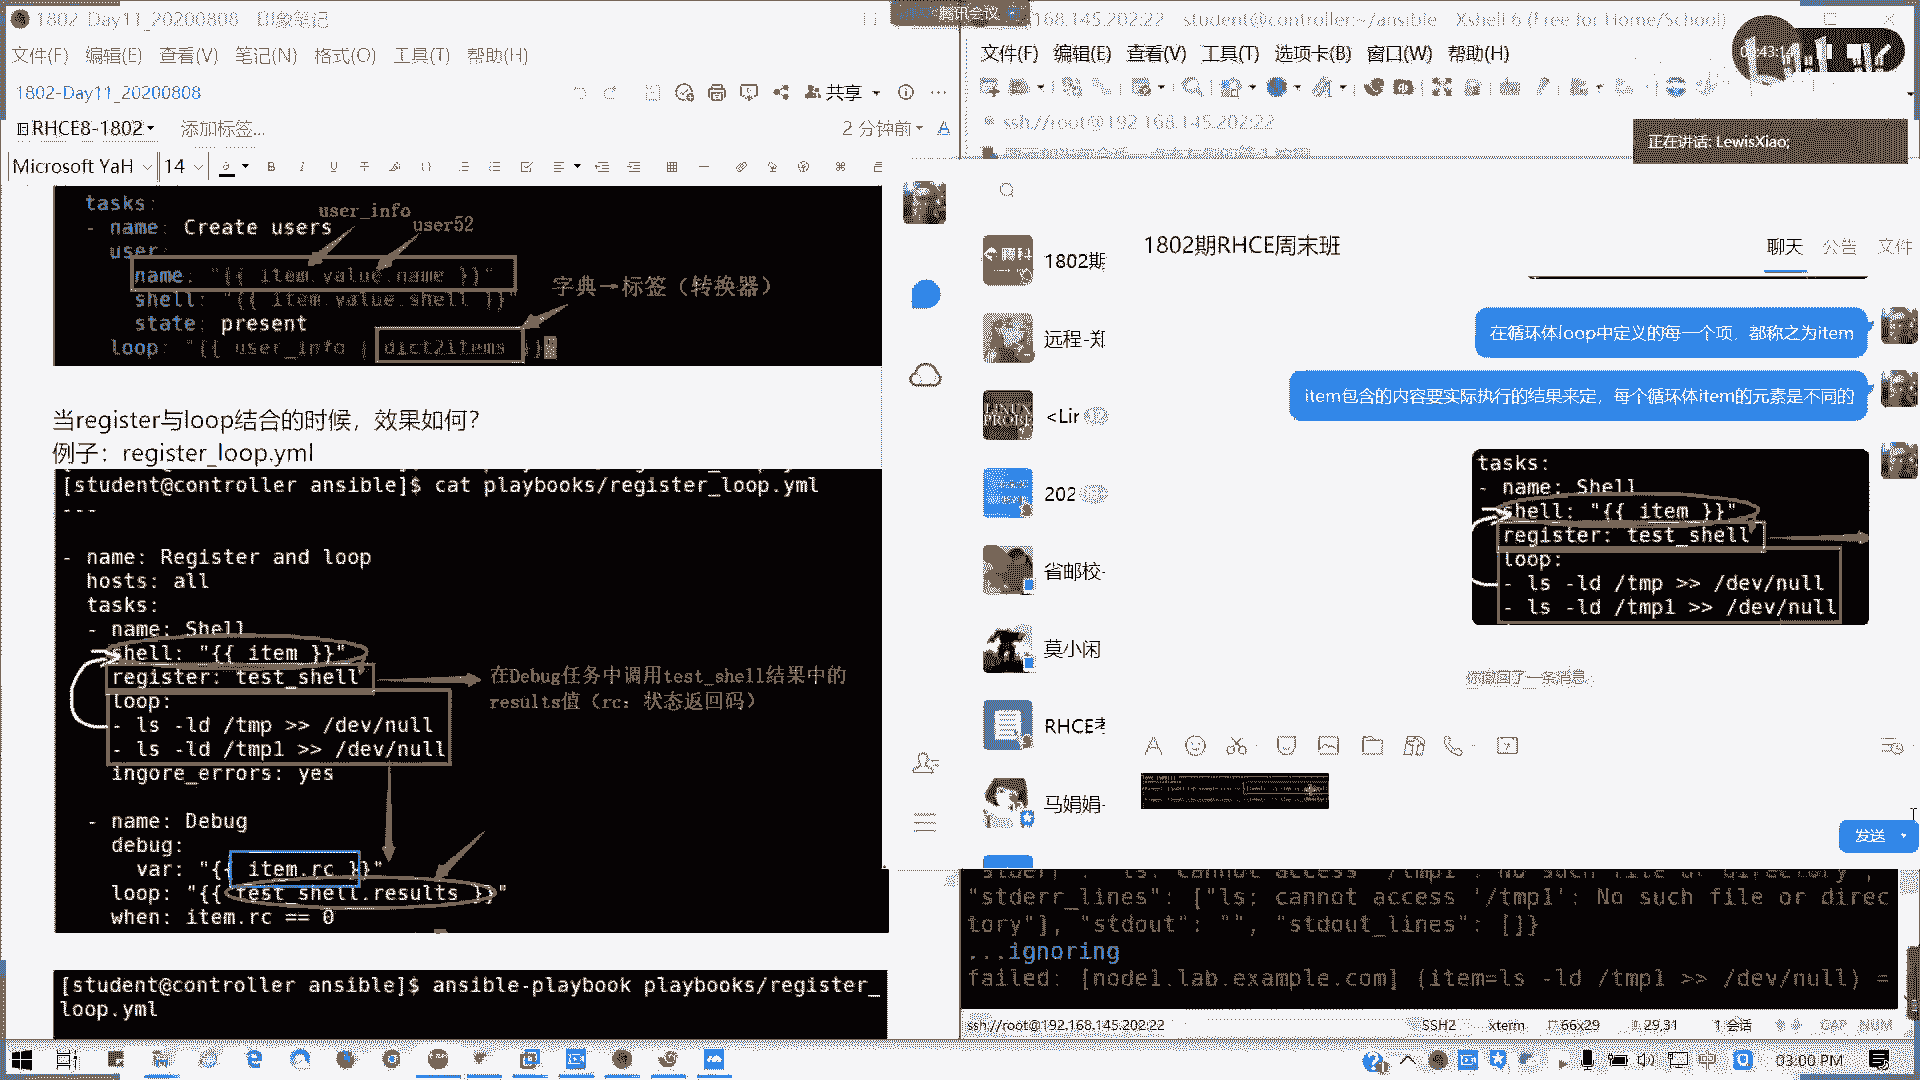 1802-Day11_20200808 - 印象笔记
文件(F) 编辑(E) 查看(V) 笔记(N) 格式(O) 工具(T) 帮助(H)
1802-Day11_20200808
共享
RHCE8-1802
添加标签...
2 分钟前
Microsoft YaH
14
tasks:
- name: Create users
user:
name: "{{ item.value.name }}"
shell: "{{ item.value.shell }}"
state: present
loop: "{{ user_info | dict2items }}
user_info
user52
字典→标签（转换器）
当register与loop结合的时候，效果如何？
例子：register_loop.yml
[student@controller ansible]$ cat playbooks/register_loop.yml
---
- name: Register and loop
hosts: all
tasks:
- name: Shell
shell: "{{ item }}"
register: test_shell
loop:
- ls -ld /tmp >> /dev/null
- ls -ld /tmp1 >> /dev/null
ingore_errors: yes
在Debug任务中调用test_shell结果中的
results值（rc：状态返回码）
- name: Debug
debug:
var: "{{ item.rc }}"
loop: "{{ test_shell.results }}"
when: item.rc == 0
[student@controller ansible]$ ansible-playbook playbooks/register_
loop.yml
腾讯会议
168.145.202:22 - student@controller:~/ansible - Xshell 6 (Free for Home/School)
文件(F) 编辑(E) 查看(V) 工具(T) 选项卡(B) 窗口(W) 帮助(H)
ssh://root@192.168.145.202:22
正在讲话: LewisXiao;
1802期RHCE周末班
聊天 公告 文件
1802期
远程-郑
<Lin
202
省邮校-
莫小闲
RHCE考
马娟娟-
在循环体loop中定义的每一个项，都称之为item
item包含的内容要实际执行的结果来定，每个循环体item的元素是不同的
tasks:
- name: Shell
shell: "{{ item }}"
register: test_shell
loop:
- ls -ld /tmp >> /dev/null
- ls -ld /tmp1 >> /dev/null
你撤回了一条消息
发送
"stderr_lines": ["ls: cannot access '/tmp1': No such file or direc
tory"], "stdout": "", "stdout_lines": []}
...ignoring
failed: [node1.lab.example.com] (item=ls -ld /tmp1 >> /dev/null) =
ssh://root@192.168.145.202:22
SSH2
xterm
66x29
29,31
1 会话
CAP NUM
03:00 PM